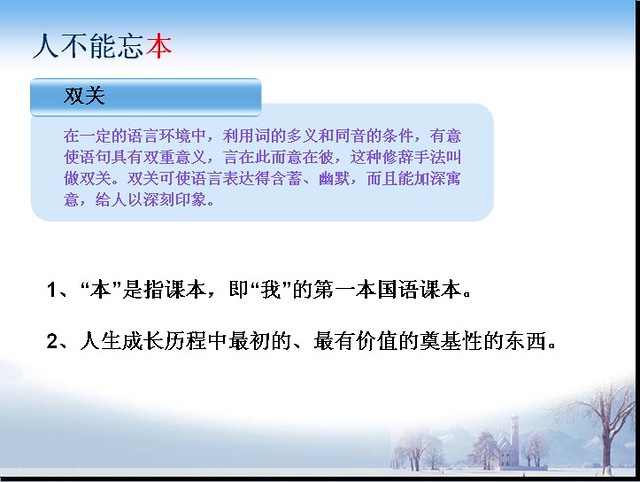 人不能忘本
双关
在一定的语言环境中，利用词的多义和同音的条件，有意
使语句具有双重意义，言在此而意在彼，这种修辞手法叫
做双关。双关可使语言表达得含蓄、幽默，而且能加深寓
意，给人以深刻印象。
1、“本”是指课本，即“我”的第一本国语课本。
2、人生成长历程中最初的、最有价值的奠基性的东西。